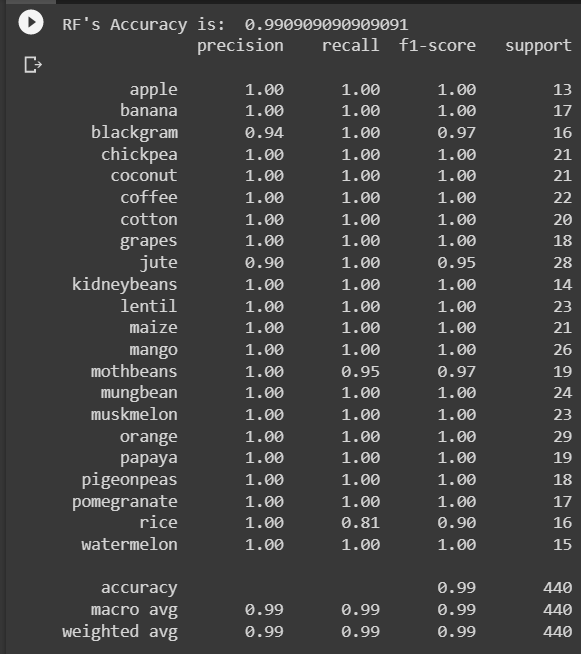 RF's Accuracy is:  0.990909090909091
precision recall f1-score support
apple 1.00 1.00 1.00 13
banana 1.00 1.00 1.00 17
blackgram 0.94 1.00 0.97 16
chickpea 1.00 1.00 1.00 21
coconut 1.00 1.00 1.00 21
coffee 1.00 1.00 1.00 22
cotton 1.00 1.00 1.00 20
grapes 1.00 1.00 1.00 18
jute 0.90 1.00 0.95 28
kidneybeans 1.00 1.00 1.00 14
lentil 1.00 1.00 1.00 23
maize 1.00 1.00 1.00 21
mango 1.00 1.00 1.00 26
mothbeans 1.00 0.95 0.97 19
mungbean 1.00 1.00 1.00 24
muskmelon 1.00 1.00 1.00 23
orange 1.00 1.00 1.00 29
papaya 1.00 1.00 1.00 19
pigeonpeas 1.00 1.00 1.00 18
pomegranate 1.00 1.00 1.00 17
rice 1.00 0.81 0.90 16
watermelon 1.00 1.00 1.00 15
accuracy 0.99 440
macro avg 0.99 0.99 0.99 440
weighted avg 0.99 0.99 0.99 440